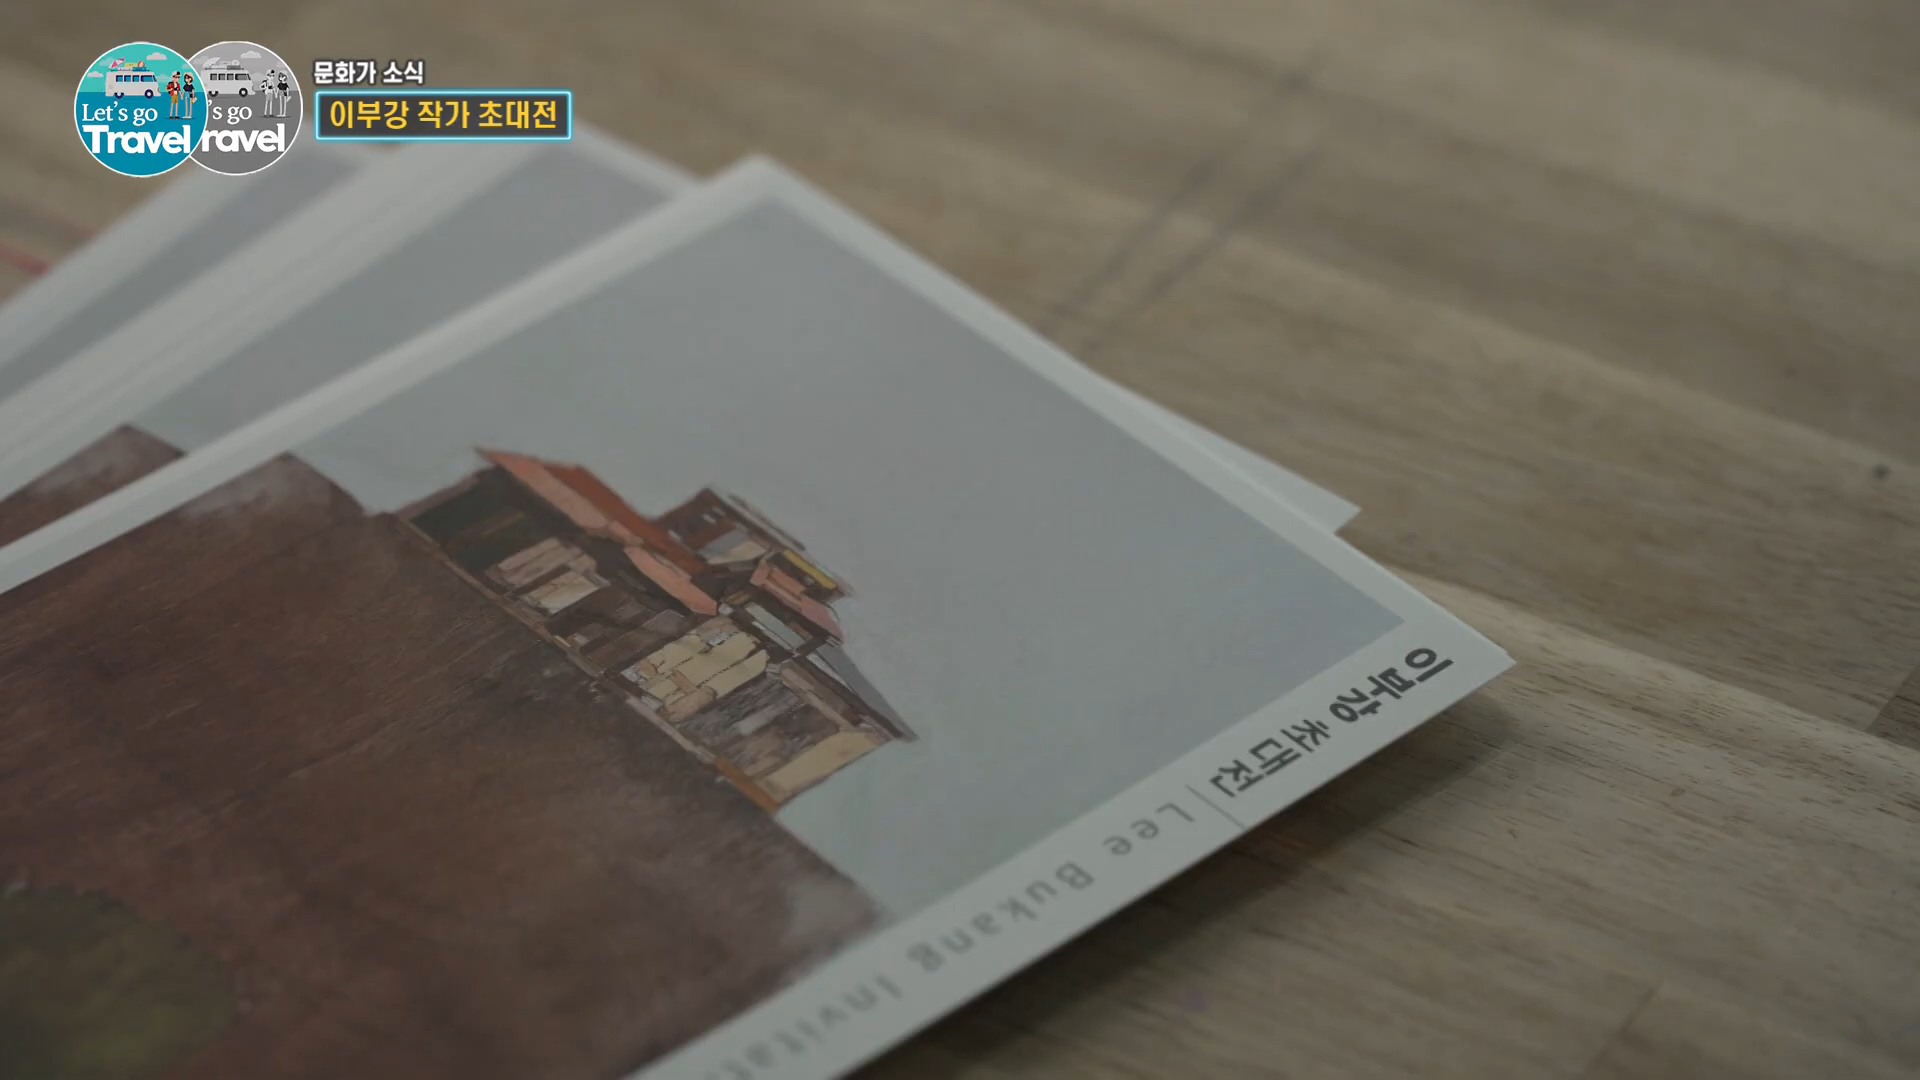 Let's go
Travel
's go
ravel
문화가 소식
이부강 작가 초대전
이부강 초대전 | Lee Bukang Invitat